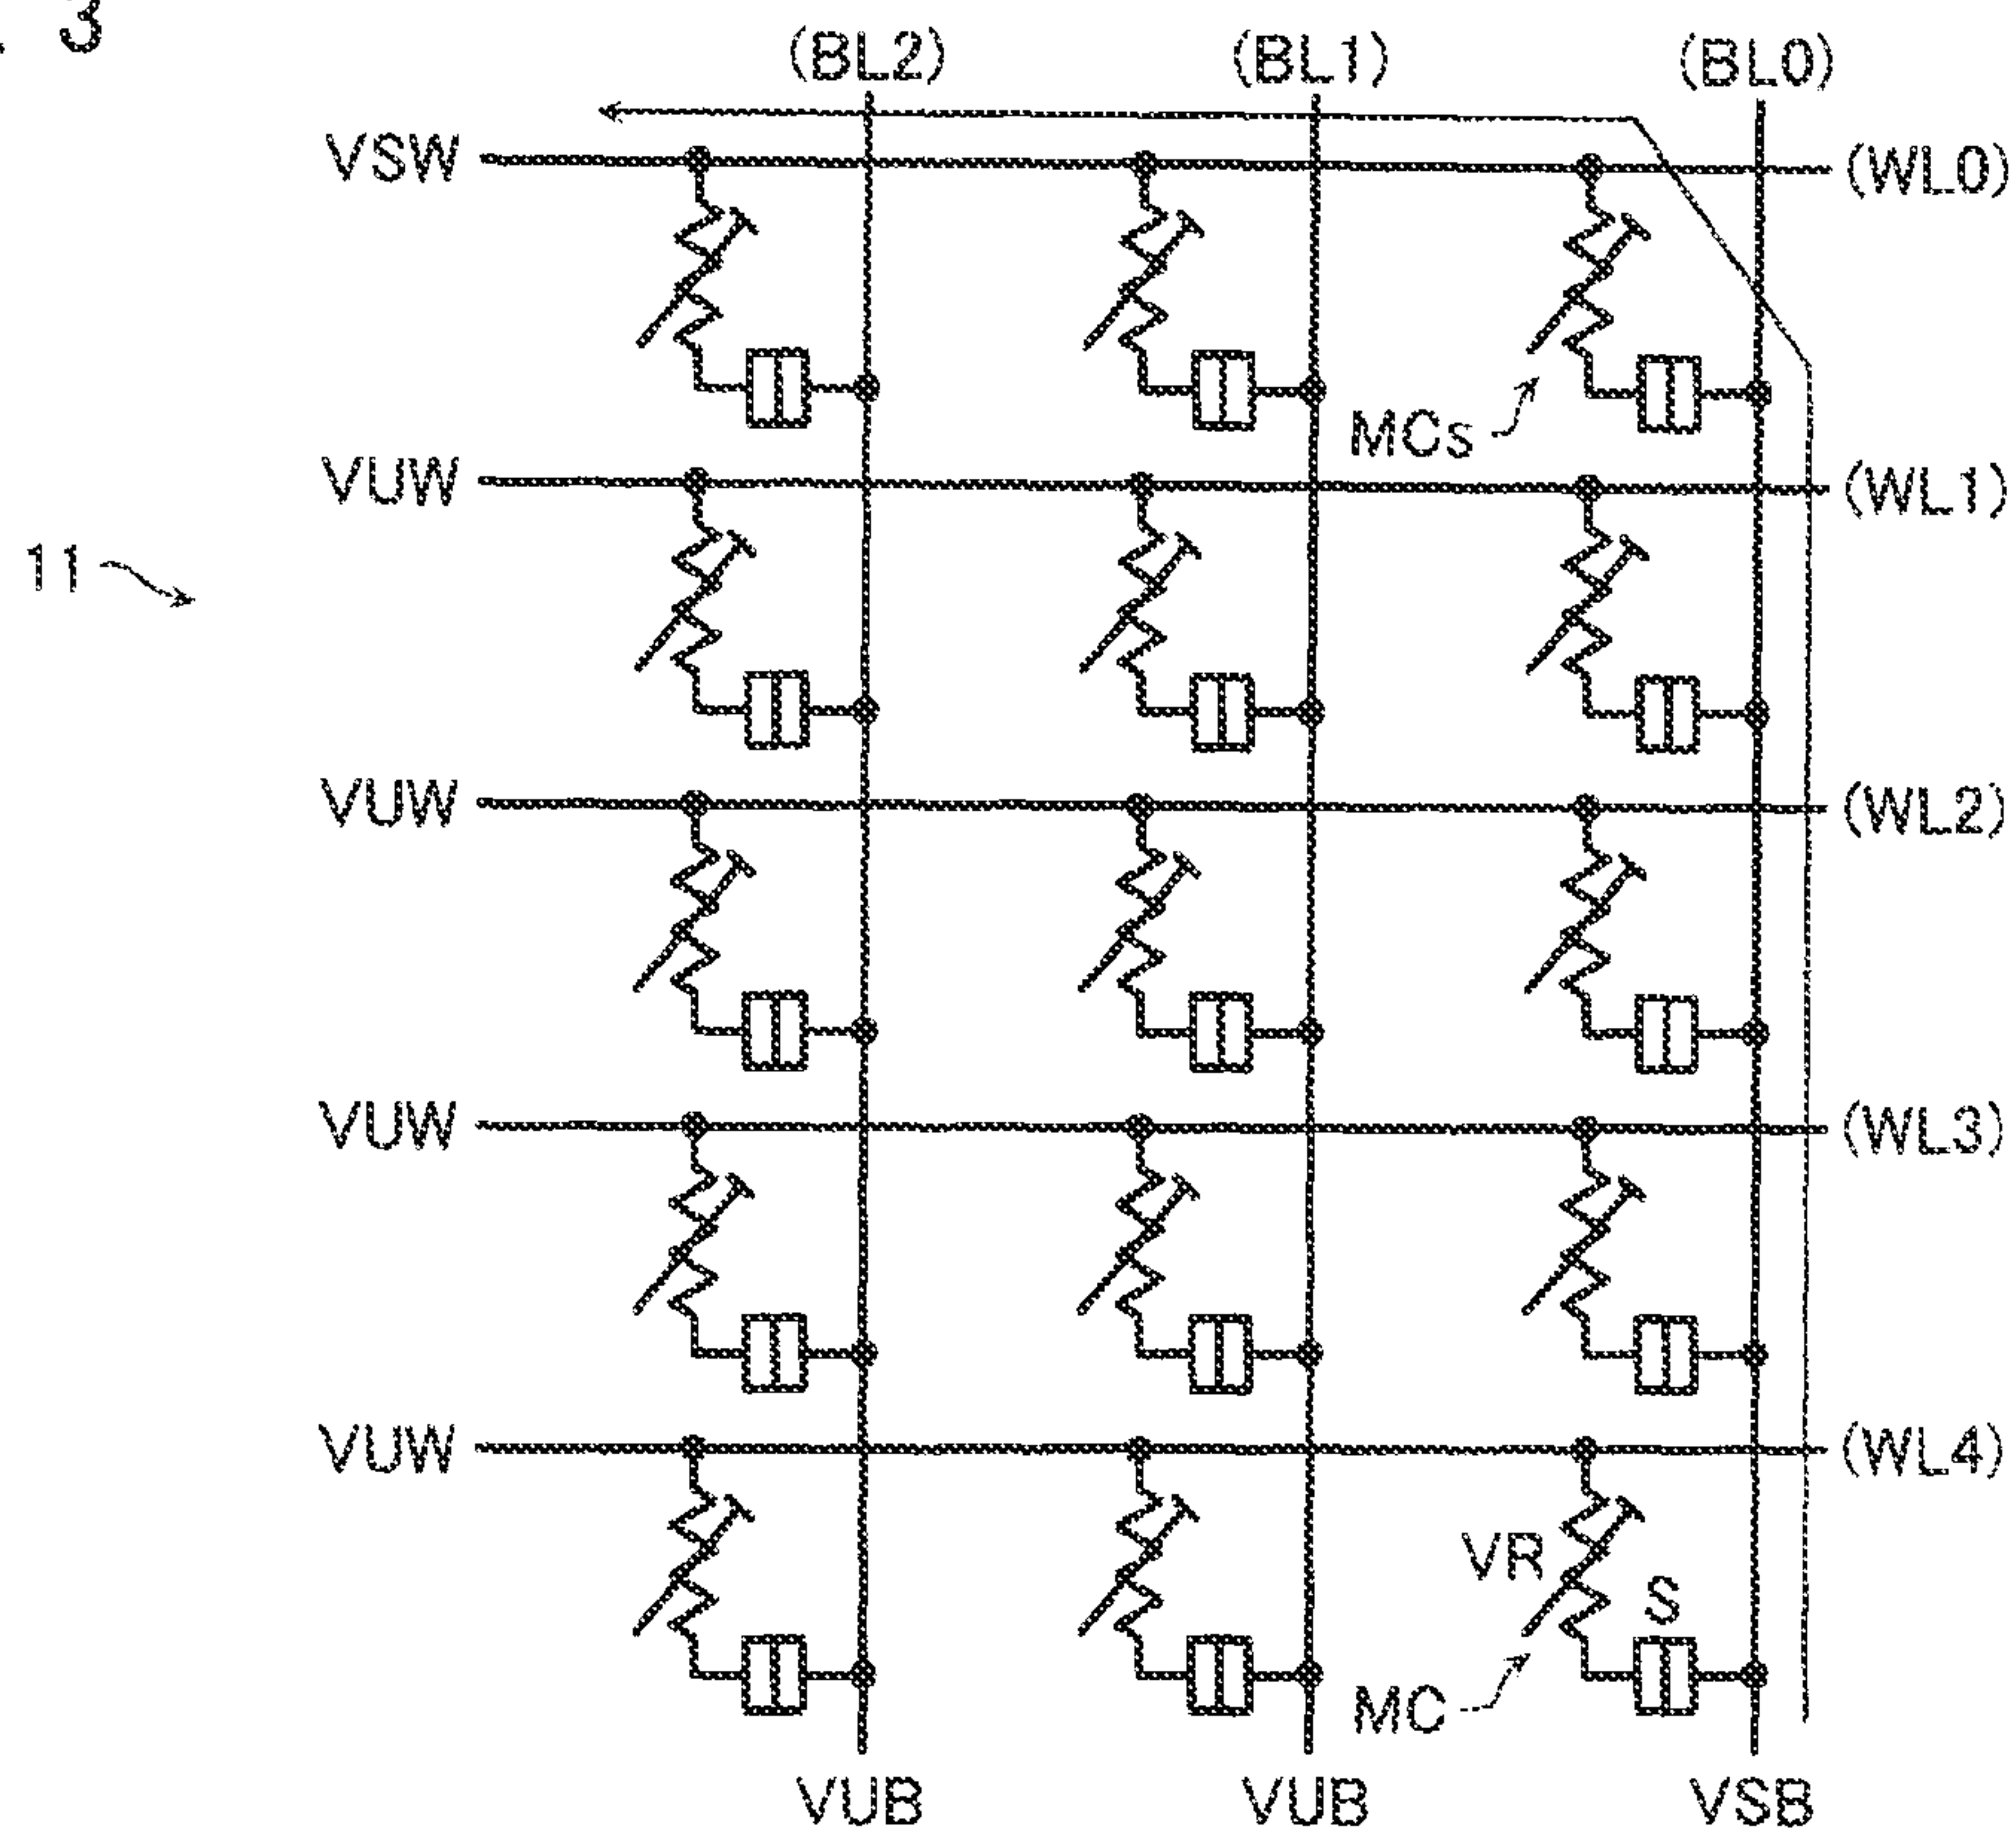 3
(BL2) (BL1) (BL0)
VSW (WL0)
MCs
VUW (WL1)
11
VUW (WL2)
VUW (WL3)
VUW (WL4)
VR
S
MC
VUB VUB VSB